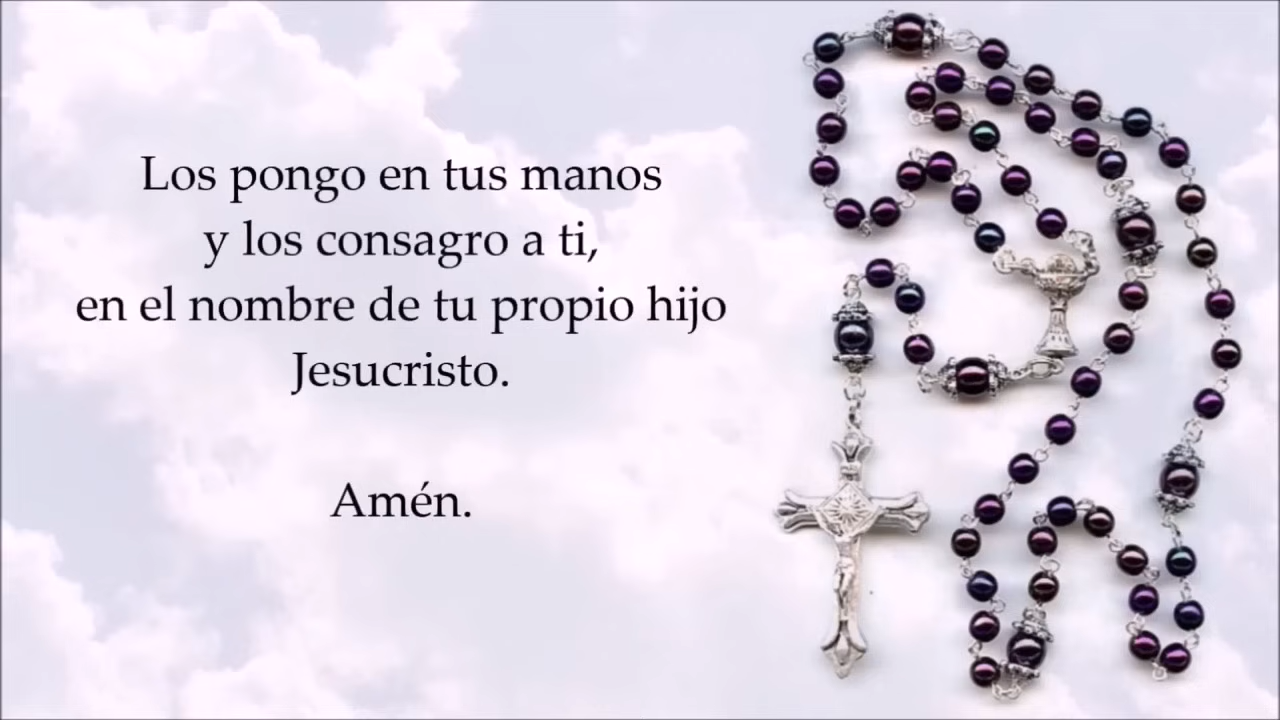 Los pongo en tus manos
y los consagro a ti,
en el nombre de tu propio hijo
Jesucristo.
Amén.